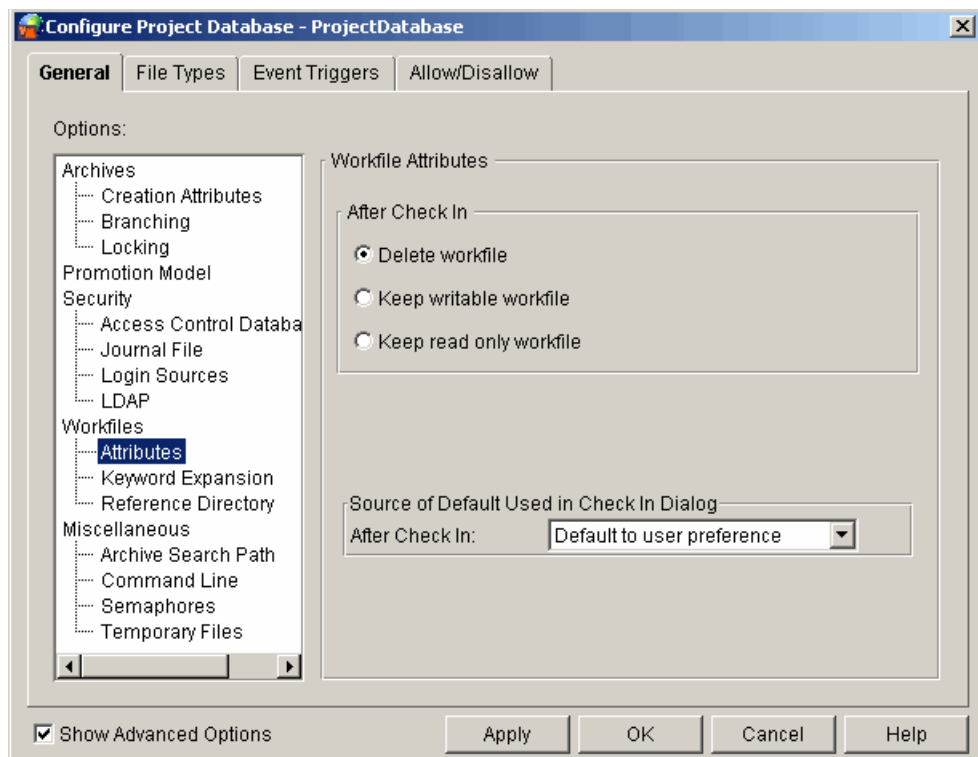 Configure Project Database - ProjectDatabase
General
File Types
Event Triggers
Allow/Disallow
Options:
Archives
Creation Attributes
Branching
Locking
Promotion Model
Security
Access Control Databa
Journal File
Login Sources
LDAP
Workfiles
Attributes
Keyword Expansion
Reference Directory
Miscellaneous
Archive Search Path
Command Line
Semaphores
Temporary Files
Workfile Attributes
After Check In
Delete workfile
Keep writable workfile
Keep read only workfile
Source of Default Used in Check In Dialog
After Check In:
Default to user preference
Show Advanced Options
Apply
OK
Cancel
Help